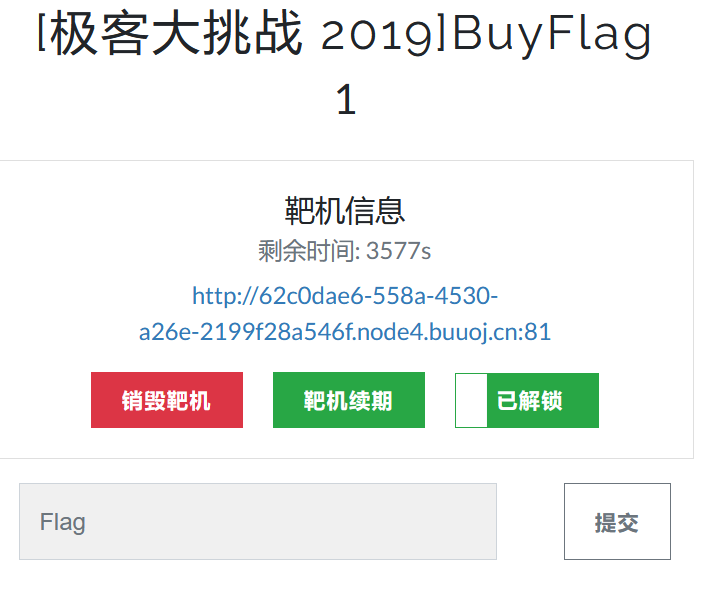 [极客大挑战 2019]BuyFlag
1
靶机信息
剩余时间: 3577s
http://62c0dae6-558a-4530-
a26e-2199f28a546f.node4.buuoj.cn:81
销毁靶机 靶机续期 已解锁
Flag 提交